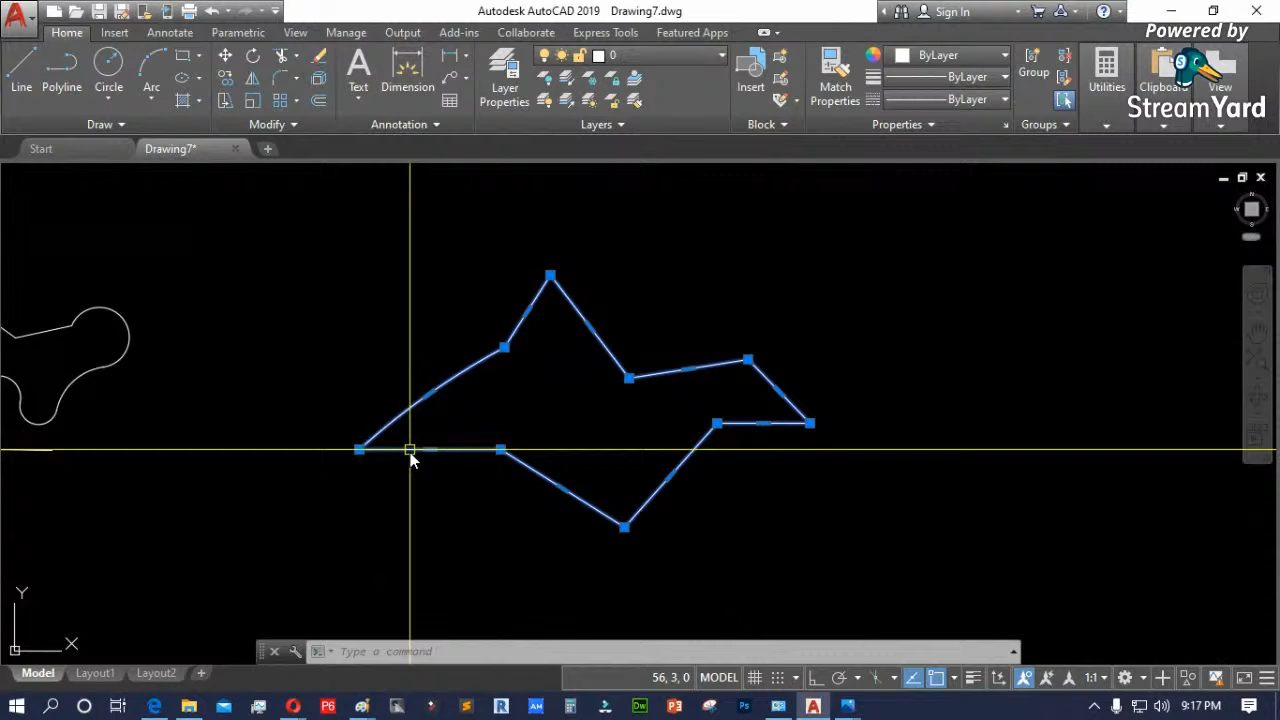 Autodesk AutoCAD 2019 Drawing7.dwg
Sign In
Home Insert Annotate Parametric View Manage Output Add-ins Collaborate Express Tools Featured Apps
Powered by
StreamYard
Line Polyline Circle Arc
Text Dimension
Layer Properties
0
Insert
Match Properties
ByLayer
ByLayer
ByLayer
Group
Utilities
Clipboard
View
Draw Modify Annotation Layers Block Properties Groups
Start Drawing7*
N
W
E
S
Y
X
Type a command
Model Layout1 Layout2
56, 3, 0 MODEL 1:1
9:17 PM